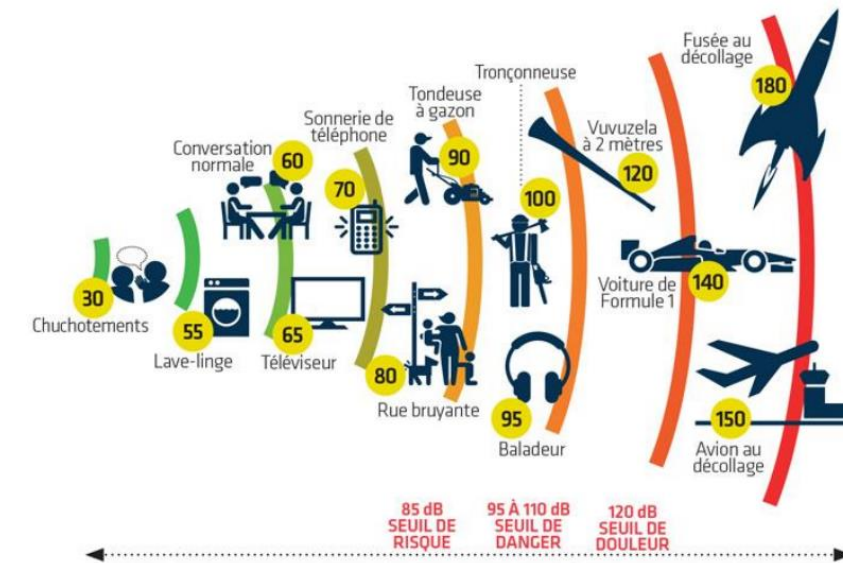 30
Chuchotements
55
Lave-linge
Conversation
normale
60
65
Téléviseur
Sonnerie de
téléphone
70
80
Rue bruyante
Tondeuse
à gazon
90
Tronçonneuse
100
95
Baladeur
Vuvuzela
à 2 mètres
120
Voiture de
Formule 1
140
Fusée au
décollage
180
150
Avion au
décollage
85 dB
SEUIL DE
RISQUE
95 À 110 dB
SEUIL DE
DANGER
120 dB
SEUIL DE
DOULEUR